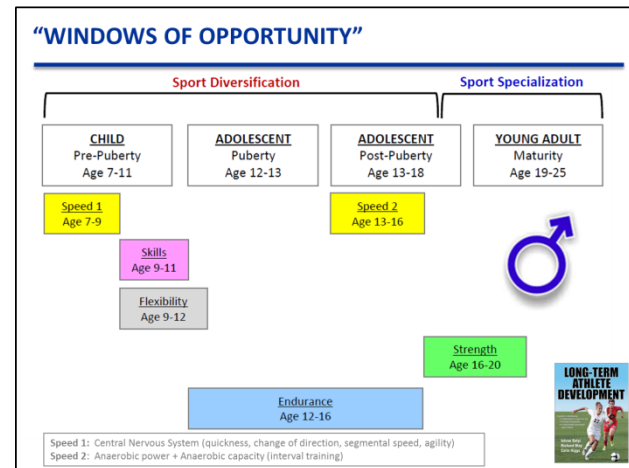 “WINDOWS OF OPPORTUNITY”
Sport Diversification
Sport Specialization
CHILD
Pre-Puberty
Age 7-11
ADOLESCENT
Puberty
Age 12-13
ADOLESCENT
Post-Puberty
Age 13-18
YOUNG ADULT
Maturity
Age 19-25
Speed 1
Age 7-9
Speed 2
Age 13-16
Skills
Age 9-11
Flexibility
Age 9-12
Strength
Age 16-20
Endurance
Age 12-16
LONG-TERM
ATHLETE
DEVELOPMENT
Speed 1: Central Nervous System (quickness, change of direction, segmental speed, agility)
Speed 2: Anaerobic power + Anaerobic capacity (interval training)